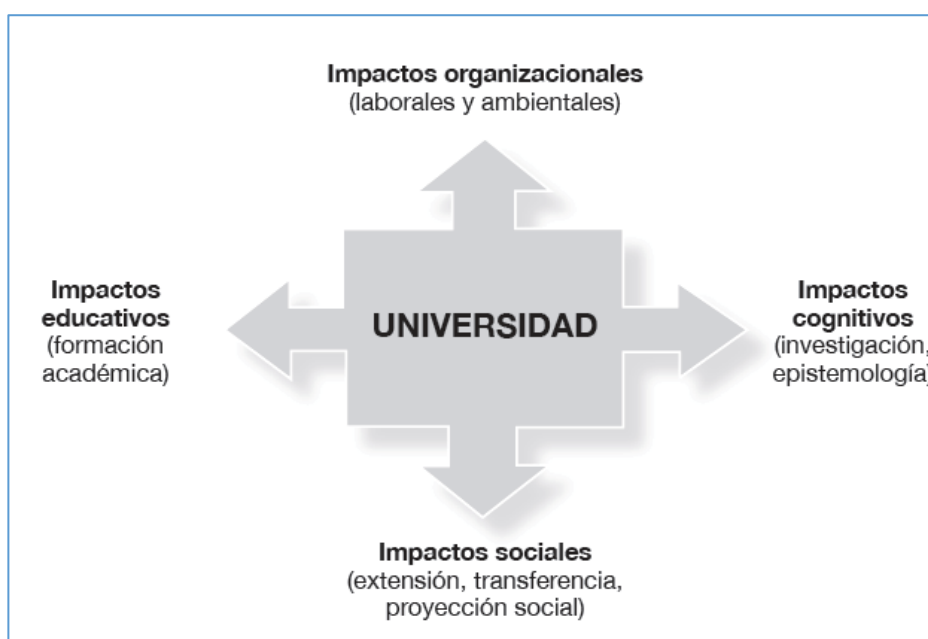 Impactos organizacionales
(laborales y ambientales)
Impactos
educativos
(formación
académica)
UNIVERSIDAD
Impactos
cognitivos
(investigación,
epistemología)
Impactos sociales
(extensión, transferencia,
proyección social)